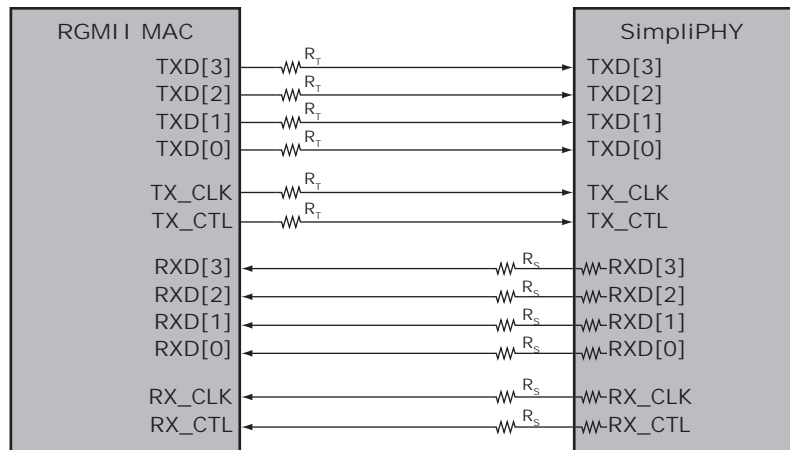 RGMII MAC SimpliPHY
TXD[3] R_T TXD[3]
TXD[2] R_T TXD[2]
TXD[1] R_T TXD[1]
TXD[0] R_T TXD[0]
TX_CLK R_T TX_CLK
TX_CTL R_T TX_CTL
RXD[3] R_S RXD[3]
RXD[2] R_S RXD[2]
RXD[1] R_S RXD[1]
RXD[0] R_S RXD[0]
RX_CLK R_S RX_CLK
RX_CTL R_S RX_CTL